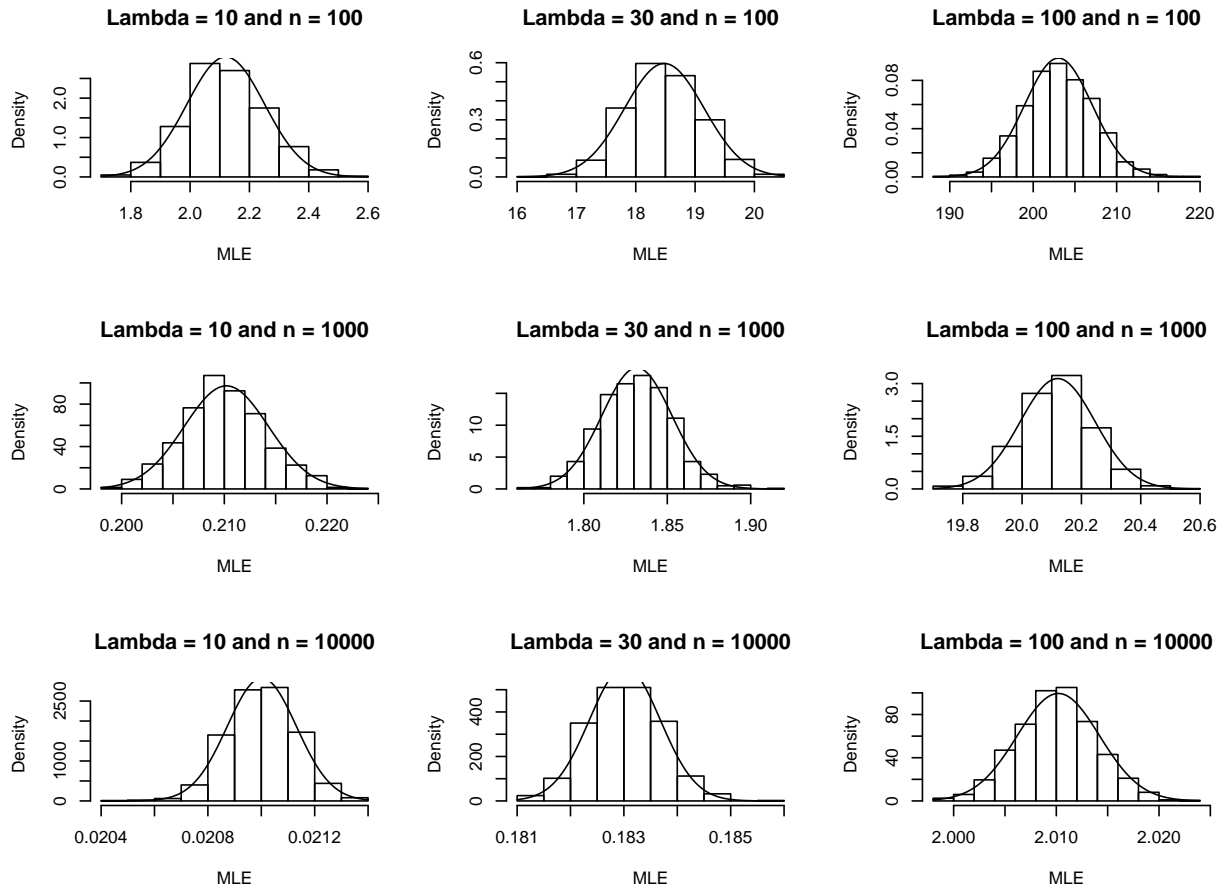 Lambda = 10 and n = 100
Density
0.0 1.0 2.0
1.8 2.0 2.2 2.4 2.6
MLE
Lambda = 30 and n = 100
Density
0.0 0.3 0.6
16 17 18 19 20
MLE
Lambda = 100 and n = 100
Density
0.00 0.04 0.08
190 200 210 220
MLE
Lambda = 10 and n = 1000
Density
0 40 80
0.200 0.210 0.220
MLE
Lambda = 30 and n = 1000
Density
0 5 10
1.80 1.85 1.90
MLE
Lambda = 100 and n = 1000
Density
0.0 1.5 3.0
19.8 20.0 20.2 20.4 20.6
MLE
Lambda = 10 and n = 10000
Density
0 1000 2500
0.0204 0.0208 0.0212
MLE
Lambda = 30 and n = 10000
Density
0 200 400
0.181 0.183 0.185
MLE
Lambda = 100 and n = 10000
Density
0 40 80
2.000 2.010 2.020
MLE